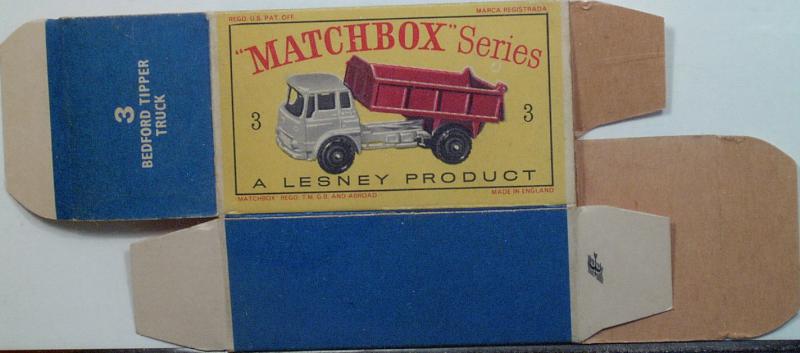 REGD. U.S. PAT. OFF. MARCA REGISTRADA
"MATCHBOX" Series
3 3
A LESNEY PRODUCT
MATCHBOX REGD. T.M. G.B. AND ABROAD MADE IN ENGLAND
3
BEDFORD TIPPER
TRUCK